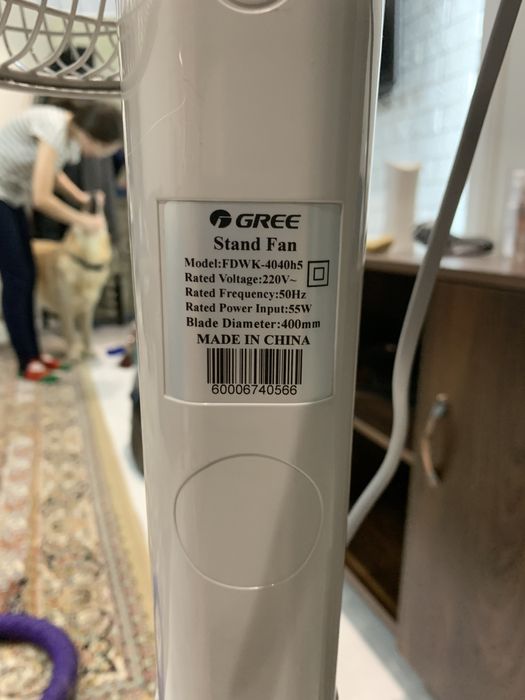 GREE
Stand Fan
Model:FDWK-4040h5
Rated Voltage:220V~
Rated Frequency:50Hz
Rated Power Input:55W
Blade Diameter:400mm
MADE IN CHINA
60006740566